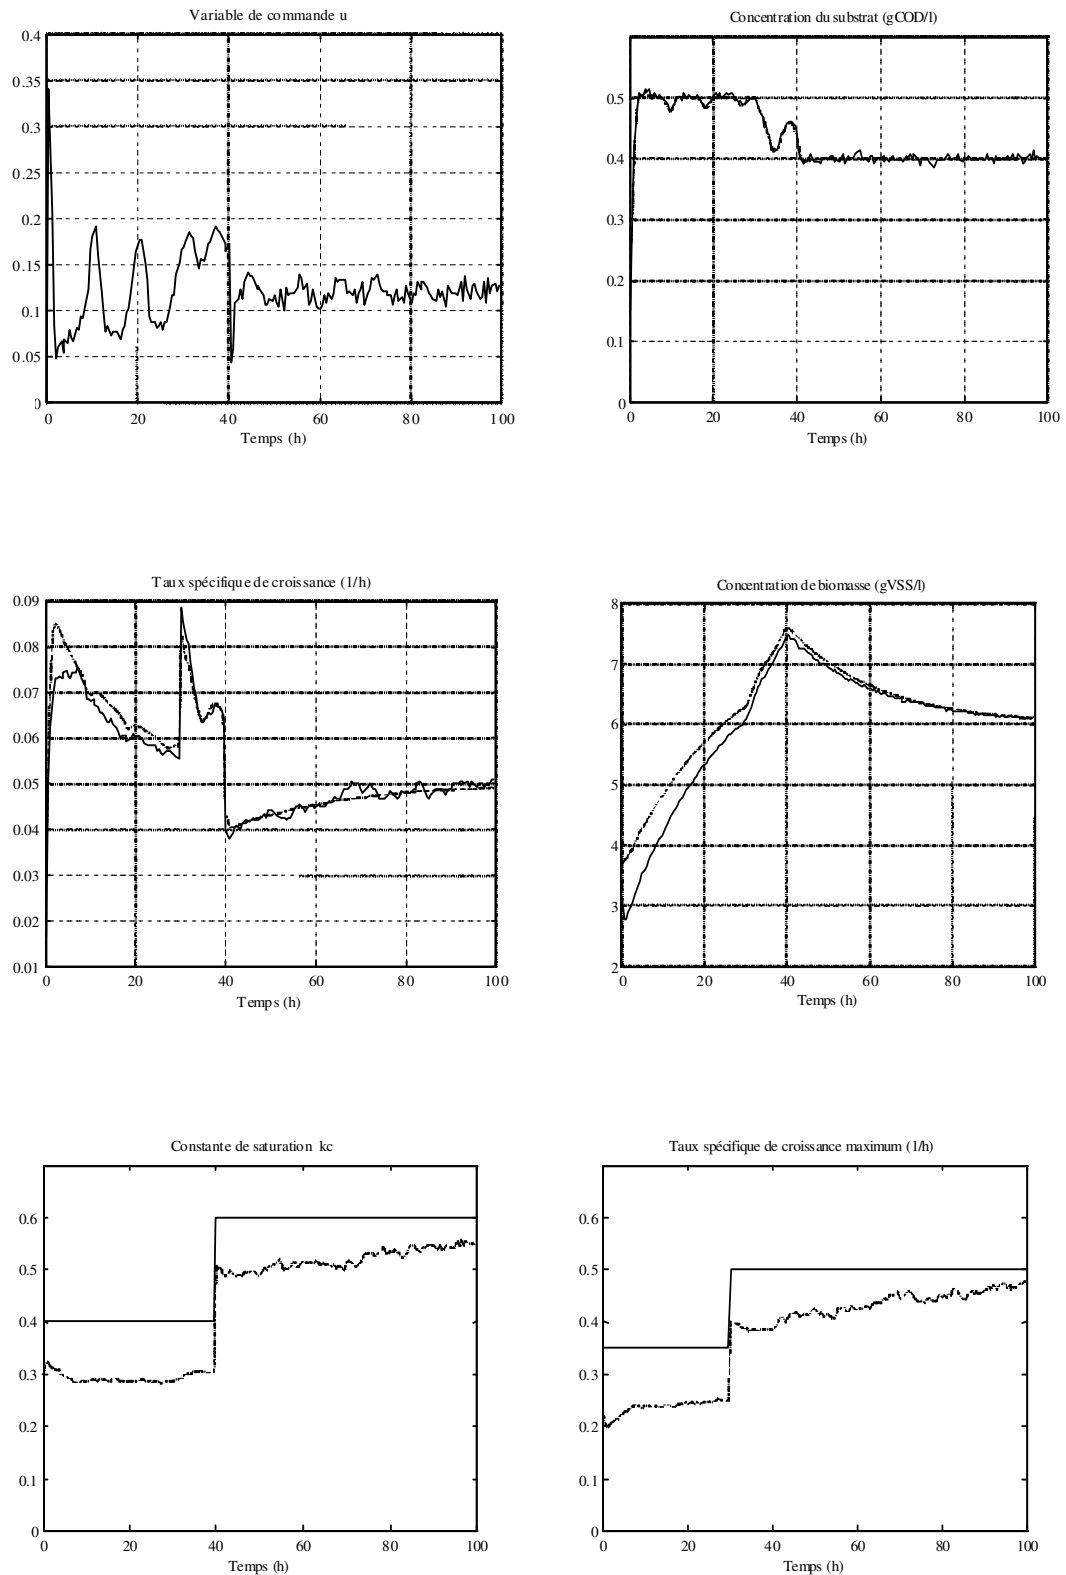 Variable de commande u
0.4
0.35
0.3
0.25
0.2
0.15
0.1
0.05
0
0 20 40 60 80 100
Temps (h)
Concentration du substrat (gCOD/l)
0.5
0.4
0.3
0.2
0.1
0
0 20 40 60 80 100
Temps (h)
Taux spécifique de croissance (1/h)
0.09
0.08
0.07
0.06
0.05
0.04
0.03
0.02
0.01
0 20 40 60 80 100
Temps (h)
Concentration de biomasse (gVSS/l)
8
7
6
5
4
3
2
0 20 40 60 80 100
Temps (h)
Constante de saturation kc
0.6
0.5
0.4
0.3
0.2
0.1
0
0 20 40 60 80 100
Temps (h)
Taux spécifique de croissance maximum (1/h)
0.6
0.5
0.4
0.3
0.2
0.1
0
0 20 40 60 80 100
Temps (h)